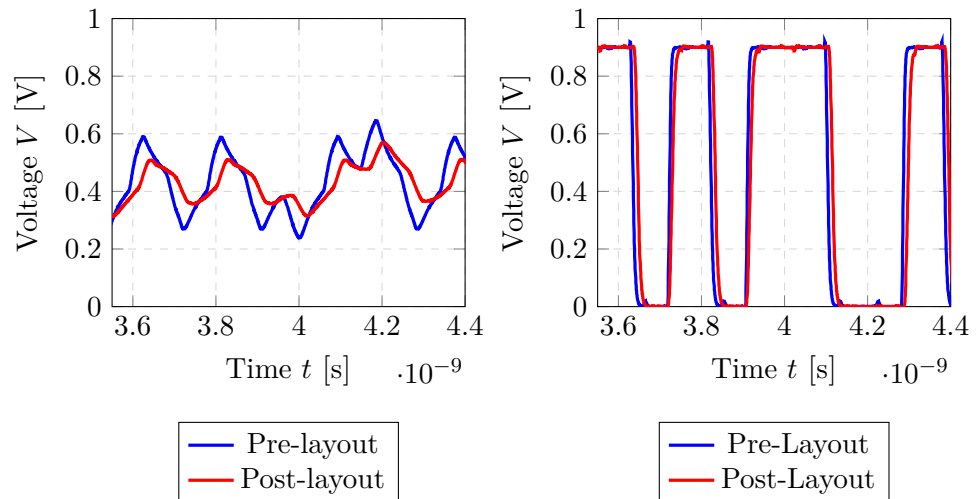 1
0.8
0.6
0.4
0.2
0
3.6 3.8 4 4.2 4.4
Voltage V [V]
Time t [s] ·10⁻⁹
Pre-layout
Post-layout
1
0.8
0.6
0.4
0.2
0
3.6 3.8 4 4.2 4.4
Voltage V [V]
Time t [s] ·10⁻⁹
Pre-Layout
Post-Layout